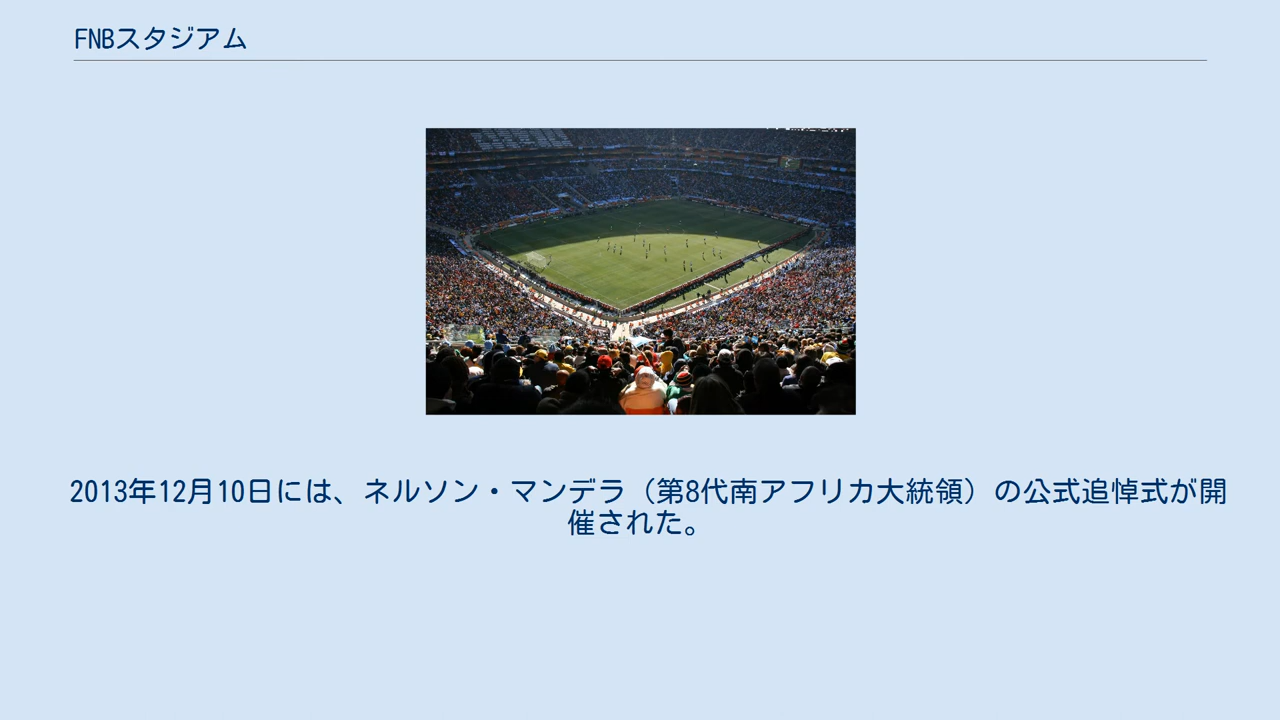 FNBスタジアム
2013年12月10日には、ネルソン・マンデラ（第8代南アフリカ大統領）の公式追悼式が開
催された。